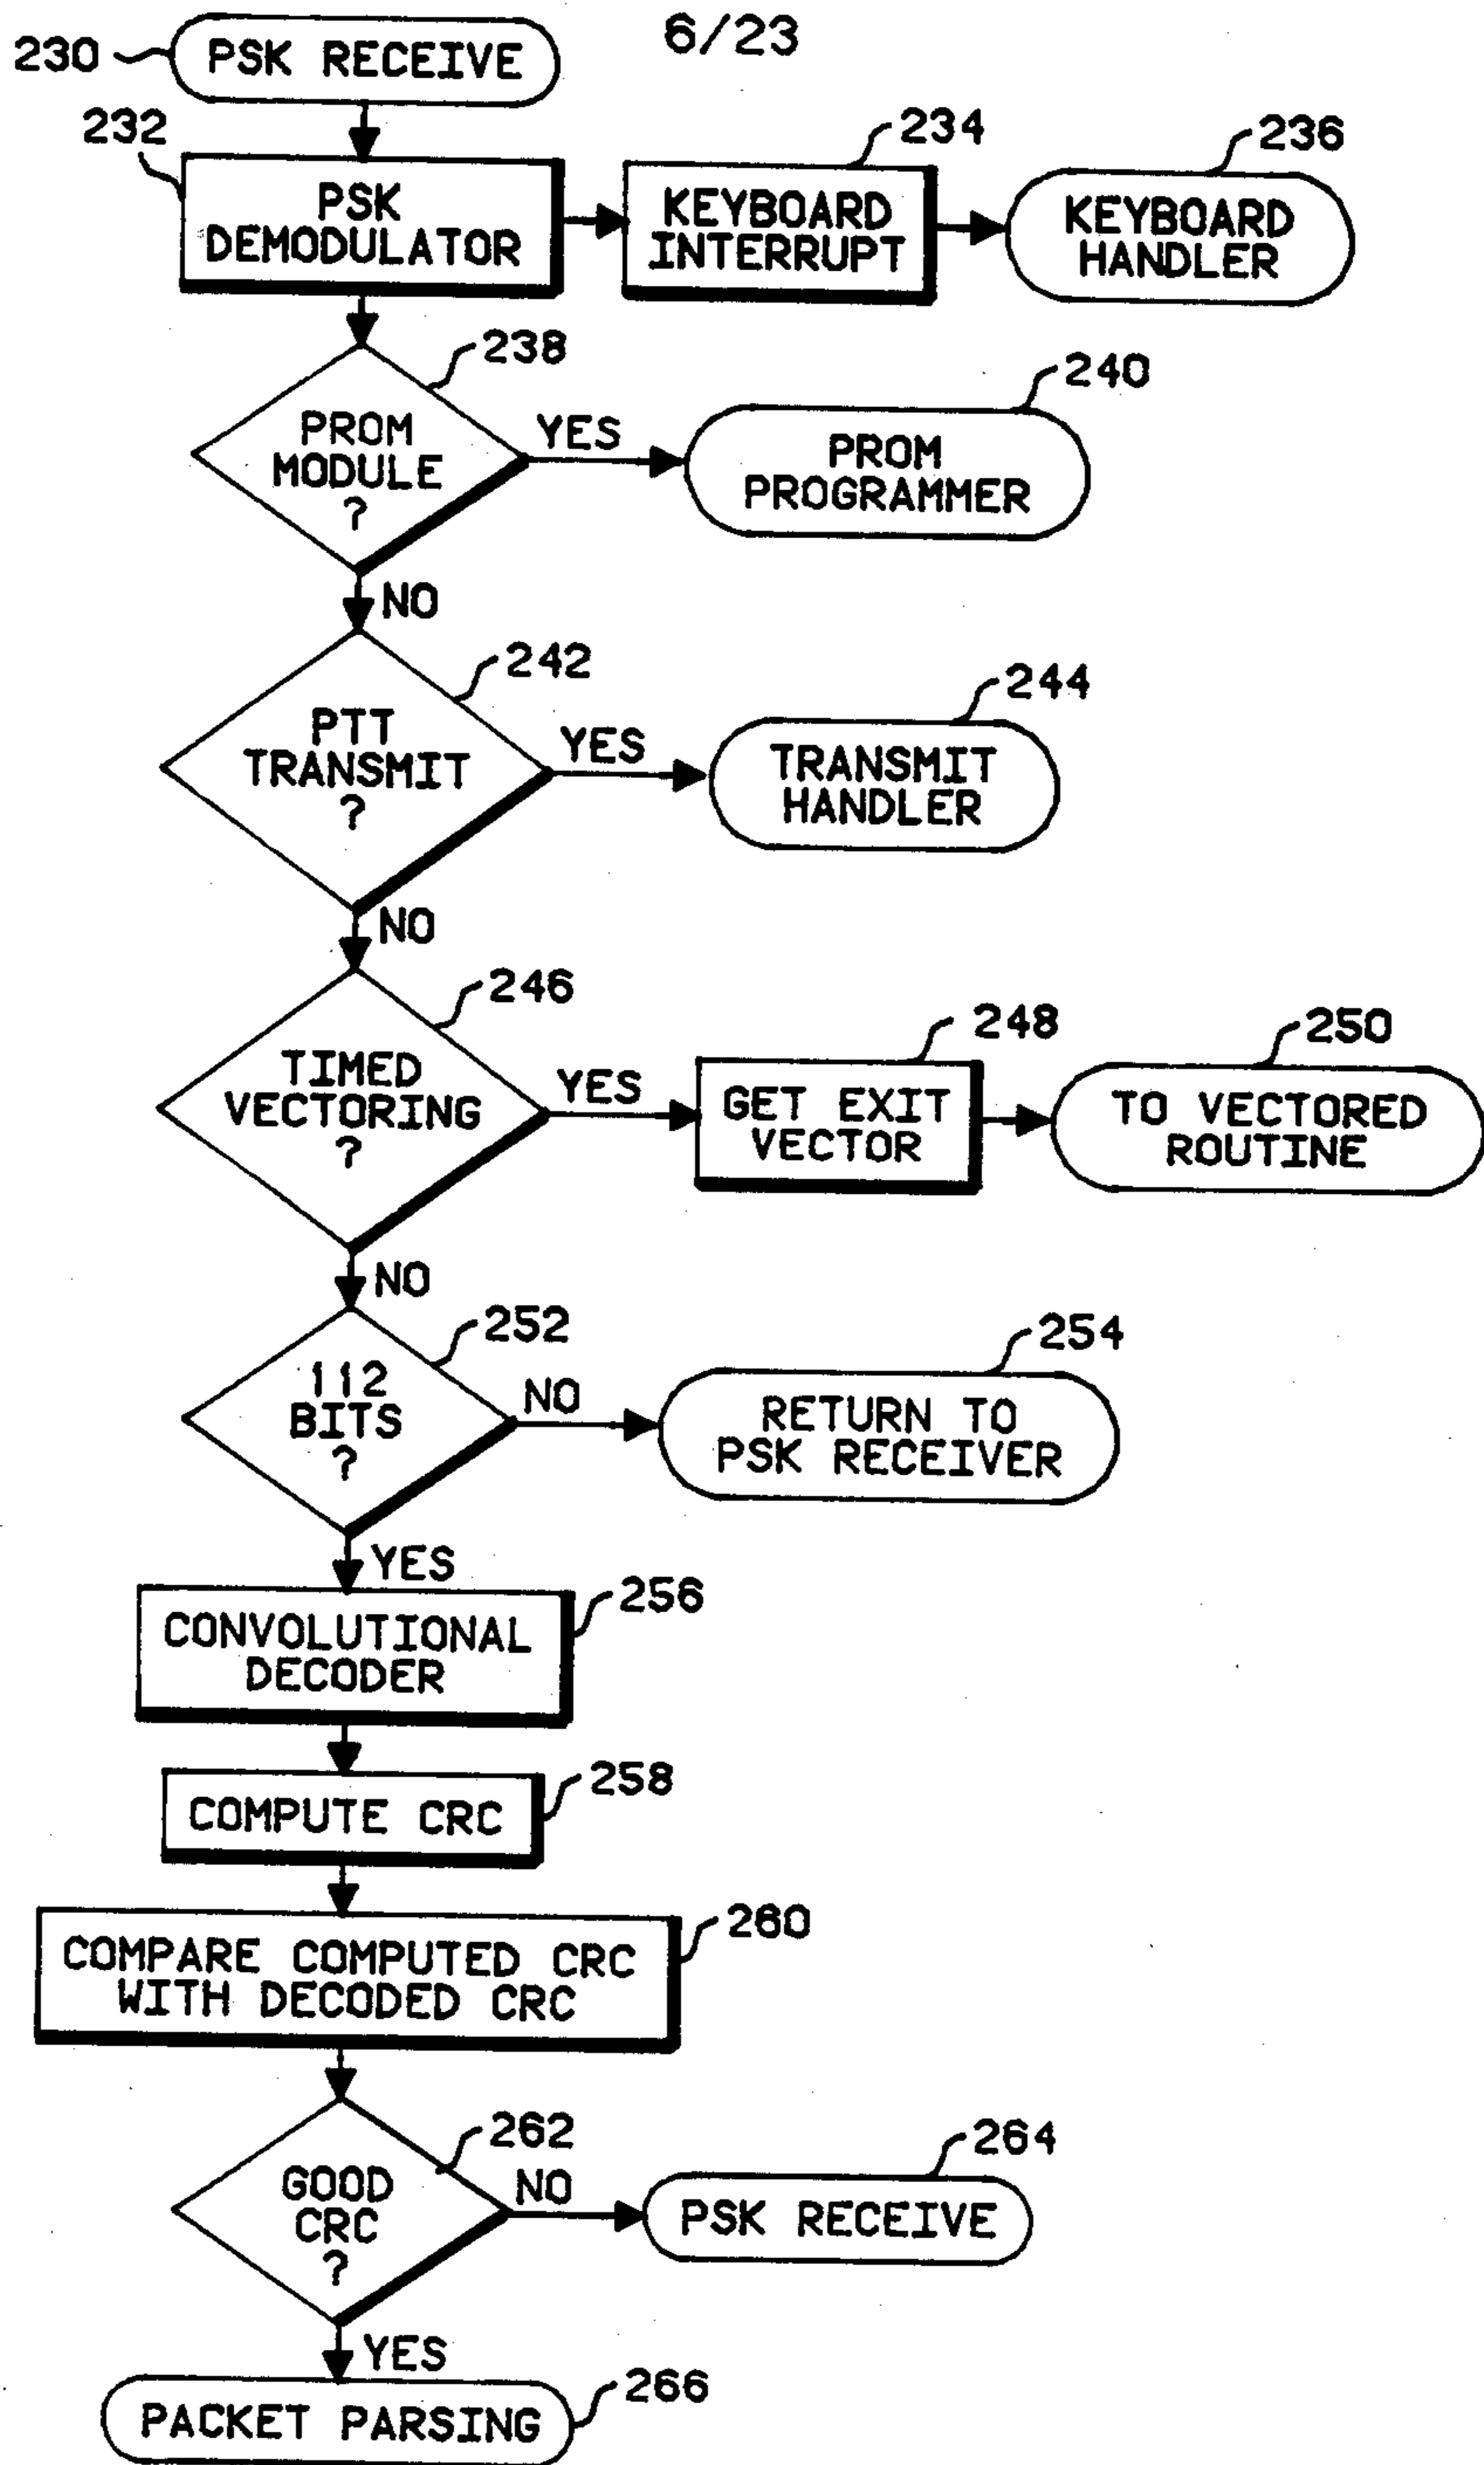 6/23
230
PSK RECEIVE
232
PSK
DEMODULATOR
234
KEYBOARD
INTERRUPT
236
KEYBOARD
HANDLER
238
PROM
MODULE
?
YES
240
PROM
PROGRAMMER
NO
242
PTT
TRANSMIT
?
YES
244
TRANSMIT
HANDLER
NO
246
TIMED
VECTORING
?
YES
248
GET EXIT
VECTOR
250
TO VECTORED
ROUTINE
NO
252
112
BITS
?
NO
254
RETURN TO
PSK RECEIVER
YES
256
CONVOLUTIONAL
DECODER
258
COMPUTE CRC
260
COMPARE COMPUTED CRC
WITH DECODED CRC
262
GOOD
CRC
?
NO
264
PSK RECEIVE
YES
266
PACKET PARSING